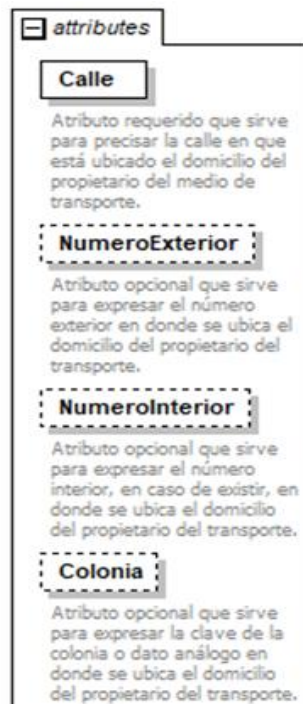 attributes
Calle
Atributo requerido que sirve
para precisar la calle en que
está ubicado el domicilio del
propietario del medio de
transporte.
NumeroExterior
Atributo opcional que sirve
para expresar el número
exterior en donde se ubica el
domicilio del propietario del
transporte.
NumeroInterior
Atributo opcional que sirve
para expresar el número
interior, en caso de existir, en
donde se ubica el domicilio
del propietario del transporte.
Colonia
Atributo opcional que sirve
para expresar la clave de la
colonia o dato análogo en
donde se ubica el domicilio
del propietario del transporte.